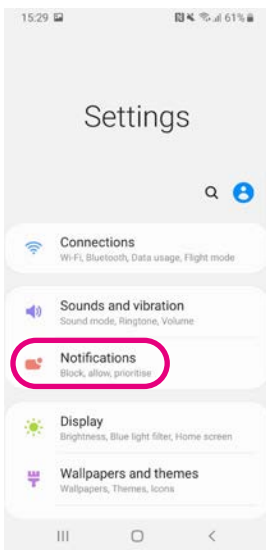 15:29 61%
Settings
Connections
Wi-Fi, Bluetooth, Data usage, Flight mode
Sounds and vibration
Sound mode, Ringtone, Volume
Notifications
Block, allow, prioritise
Display
Brightness, Blue light filter, Home screen
Wallpapers and themes
Wallpapers, Themes, Icons